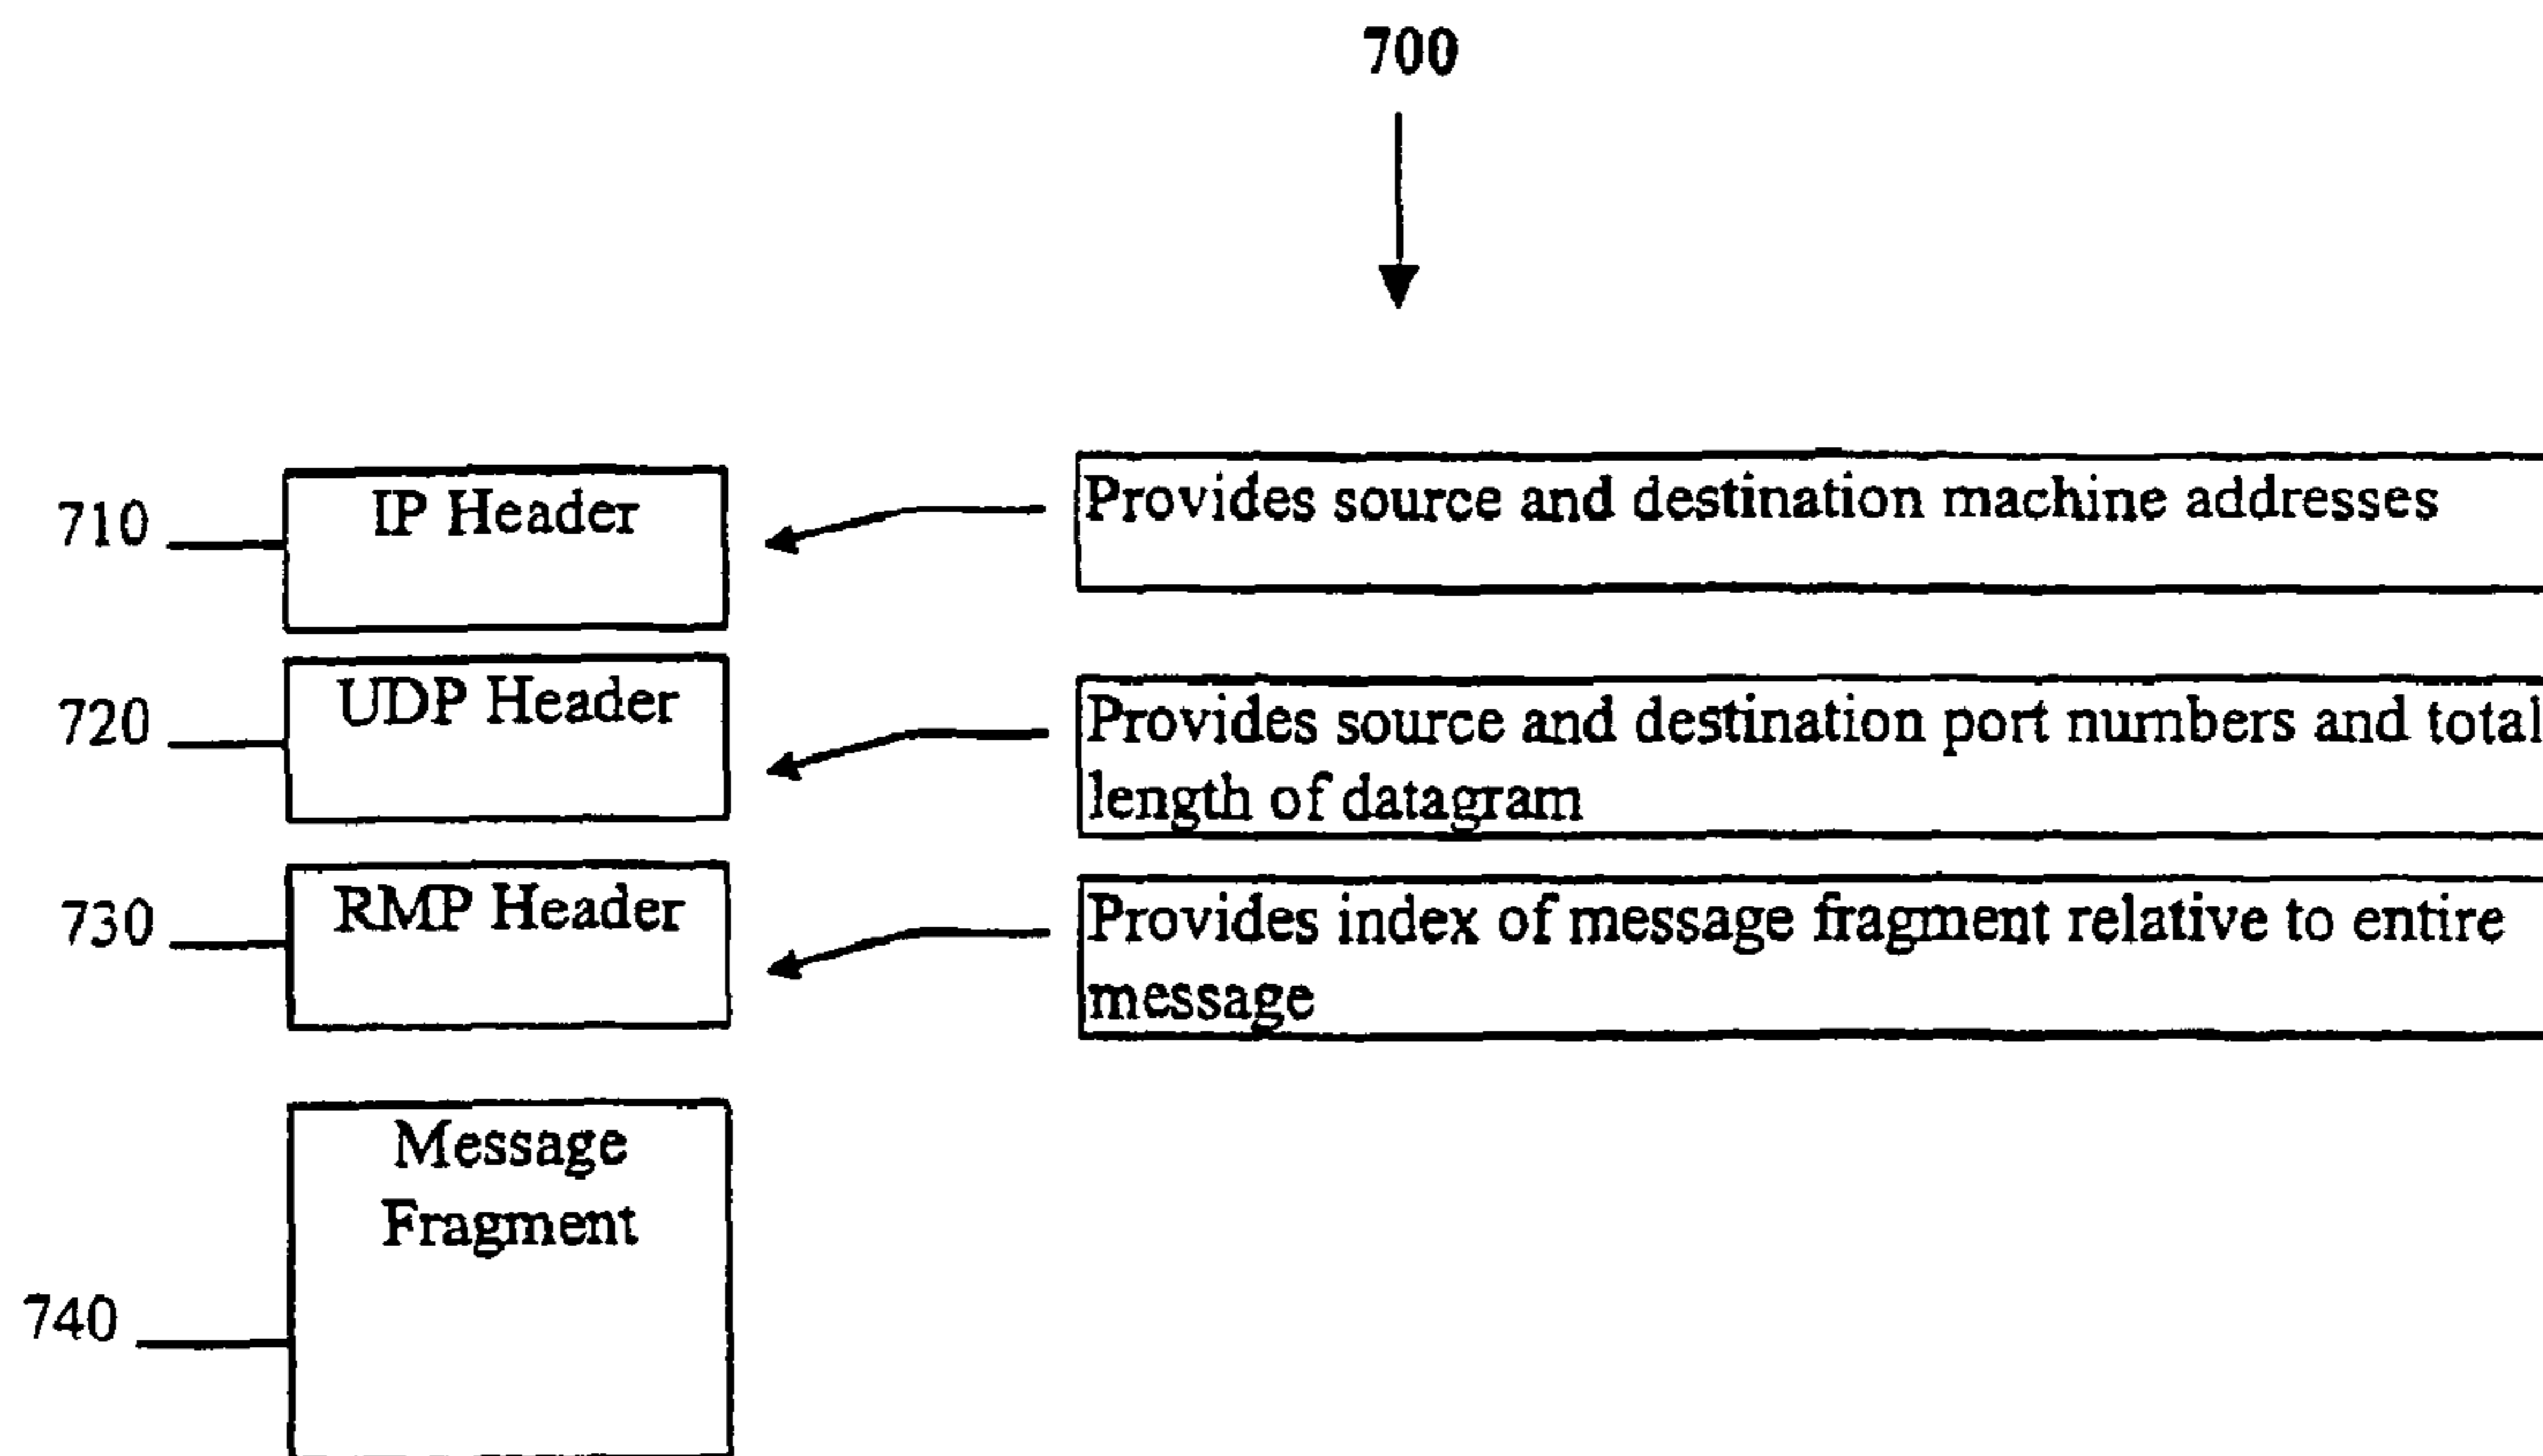 700
710
IP Header
Provides source and destination machine addresses
720
UDP Header
Provides source and destination port numbers and total
length of datagram
730
RMP Header
Provides index of message fragment relative to entire
message
740
Message
Fragment